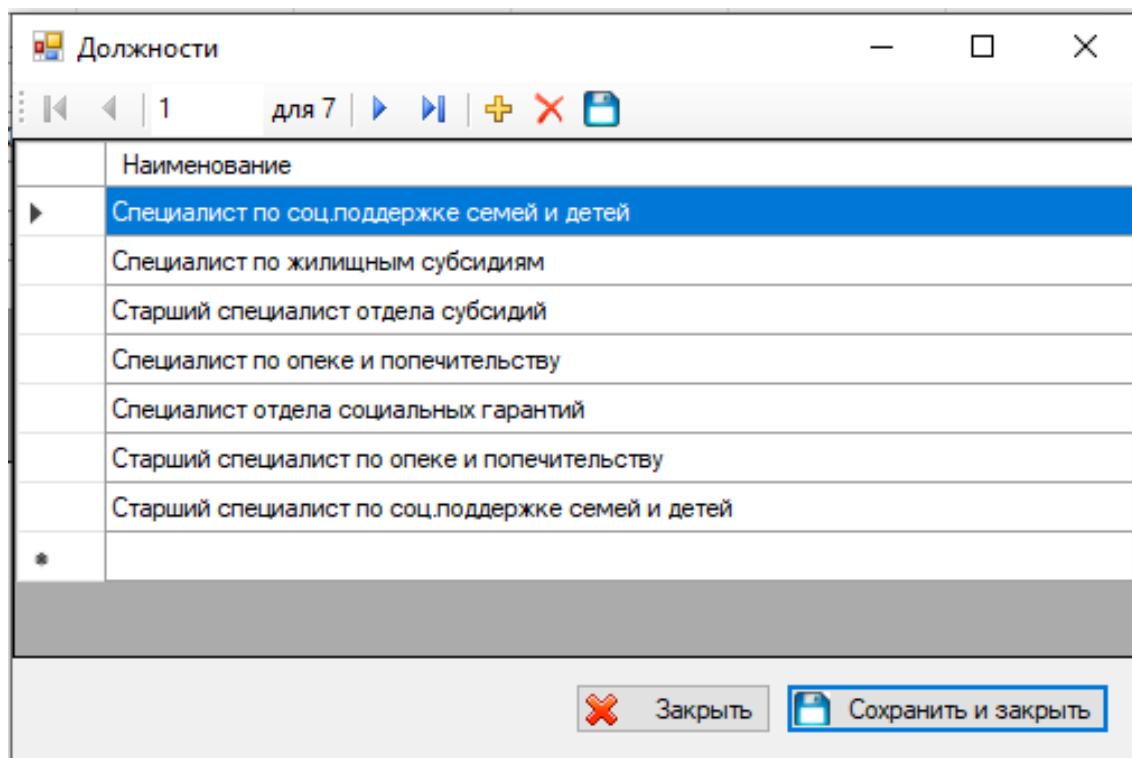 Должности
1 для 7
Наименование
Специалист по соц.поддержке семей и детей
Специалист по жилищным субсидиям
Старший специалист отдела субсидий
Специалист по опеке и попечительству
Специалист отдела социальных гарантий
Старший специалист по опеке и попечительству
Старший специалист по соц.поддержке семей и детей
Закрыть Сохранить и закрыть